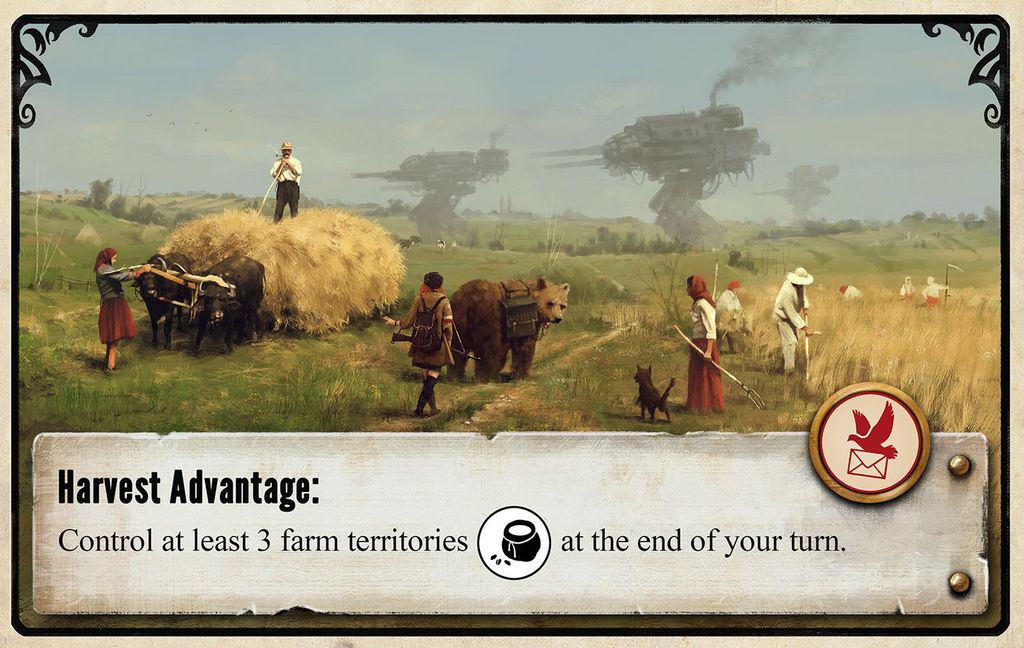 Harvest Advantage:
Control at least 3 farm territories at the end of your turn.